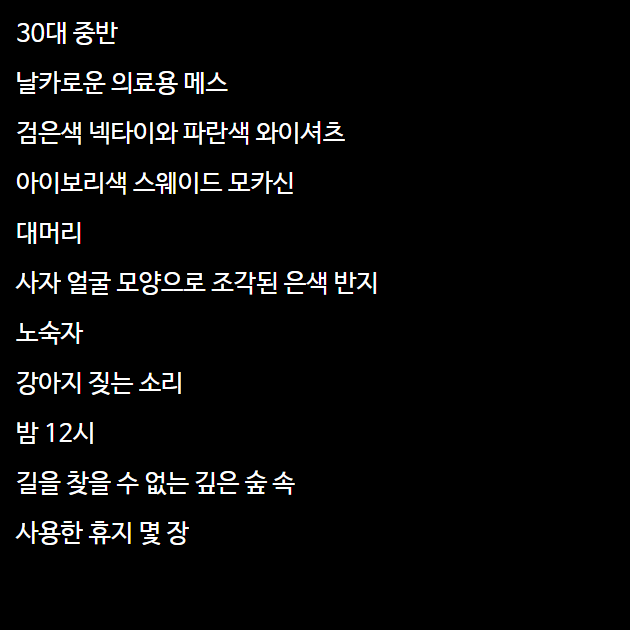 30대 중반
날카로운 의료용 메스
검은색 넥타이와 파란색 와이셔츠
아이보리색 스웨이드 모카신
대머리
사자 얼굴 모양으로 조각된 은색 반지
노숙자
강아지 짖는 소리
밤 12시
길을 찾을 수 없는 깊은 숲 속
사용한 휴지 몇 장